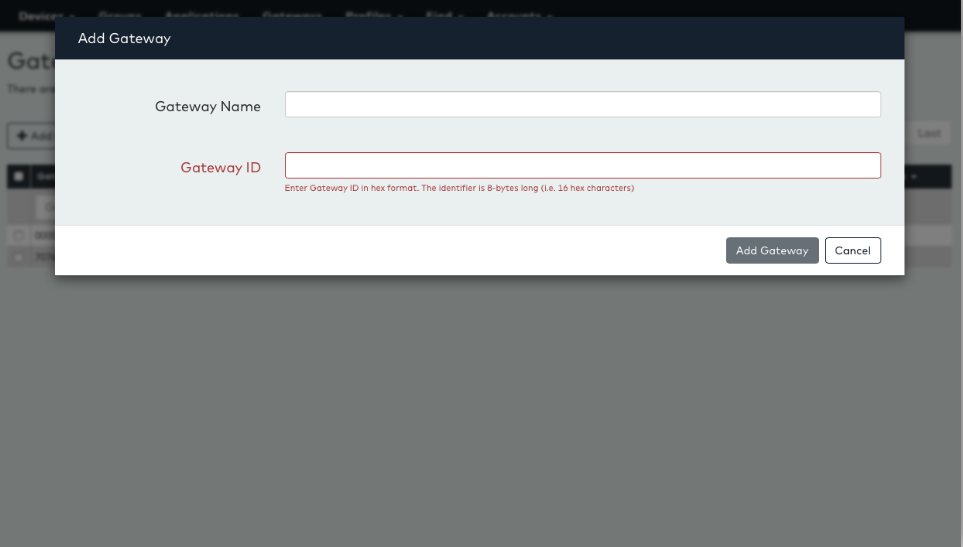 Devices Groups Applications Gateways Profiles Find Accounts
Add Gateway
There are
Gateway Name
Add
Last
Gateway ID
Enter Gateway ID in hex format. The identifier is 8-bytes long (i.e. 16 hex characters)
Add Gateway Cancel